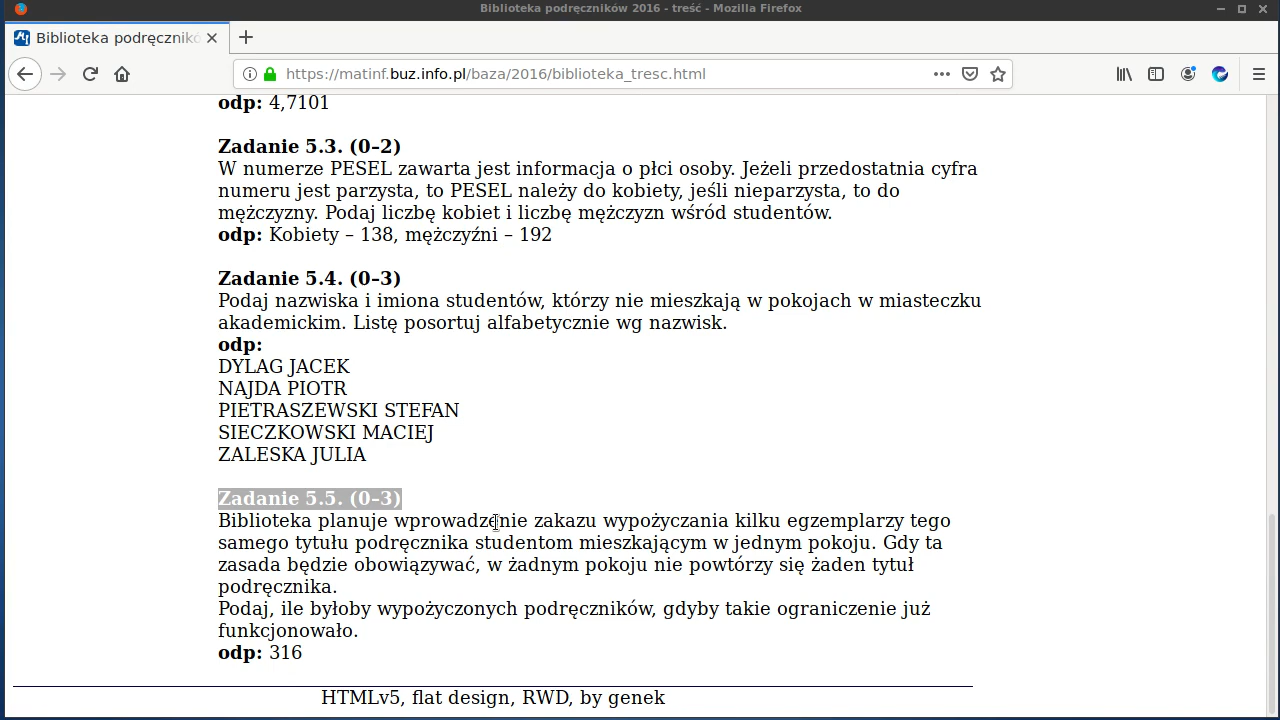 Biblioteka podręczników 2016 - treść - Mozilla Firefox
Biblioteka podręcznikó
https://matinf.buz.info.pl/baza/2016/biblioteka_tresc.html
odp: 4,7101
Zadanie 5.3. (0–2)
W numerze PESEL zawarta jest informacja o płci osoby. Jeżeli przedostatnia cyfra
numeru jest parzysta, to PESEL należy do kobiety, jeśli nieparzysta, to do
mężczyzny. Podaj liczbę kobiet i liczbę mężczyzn wśród studentów.
odp: Kobiety – 138, mężczyźni – 192
Zadanie 5.4. (0–3)
Podaj nazwiska i imiona studentów, którzy nie mieszkają w pokojach w miasteczku
akademickim. Listę posortuj alfabetycznie wg nazwisk.
odp:
DYLAG JACEK
NAJDA PIOTR
PIETRASZEWSKI STEFAN
SIECZKOWSKI MACIEJ
ZALESKA JULIA
Zadanie 5.5. (0–3)
Biblioteka planuje wprowadzenie zakazu wypożyczania kilku egzemplarzy tego
samego tytułu podręcznika studentom mieszkającym w jednym pokoju. Gdy ta
zasada będzie obowiązywać, w żadnym pokoju nie powtórzy się żaden tytuł
podręcznika.
Podaj, ile byłoby wypożyczonych podręczników, gdyby takie ograniczenie już
funkcjonowało.
odp: 316
HTMLv5, flat design, RWD, by genek